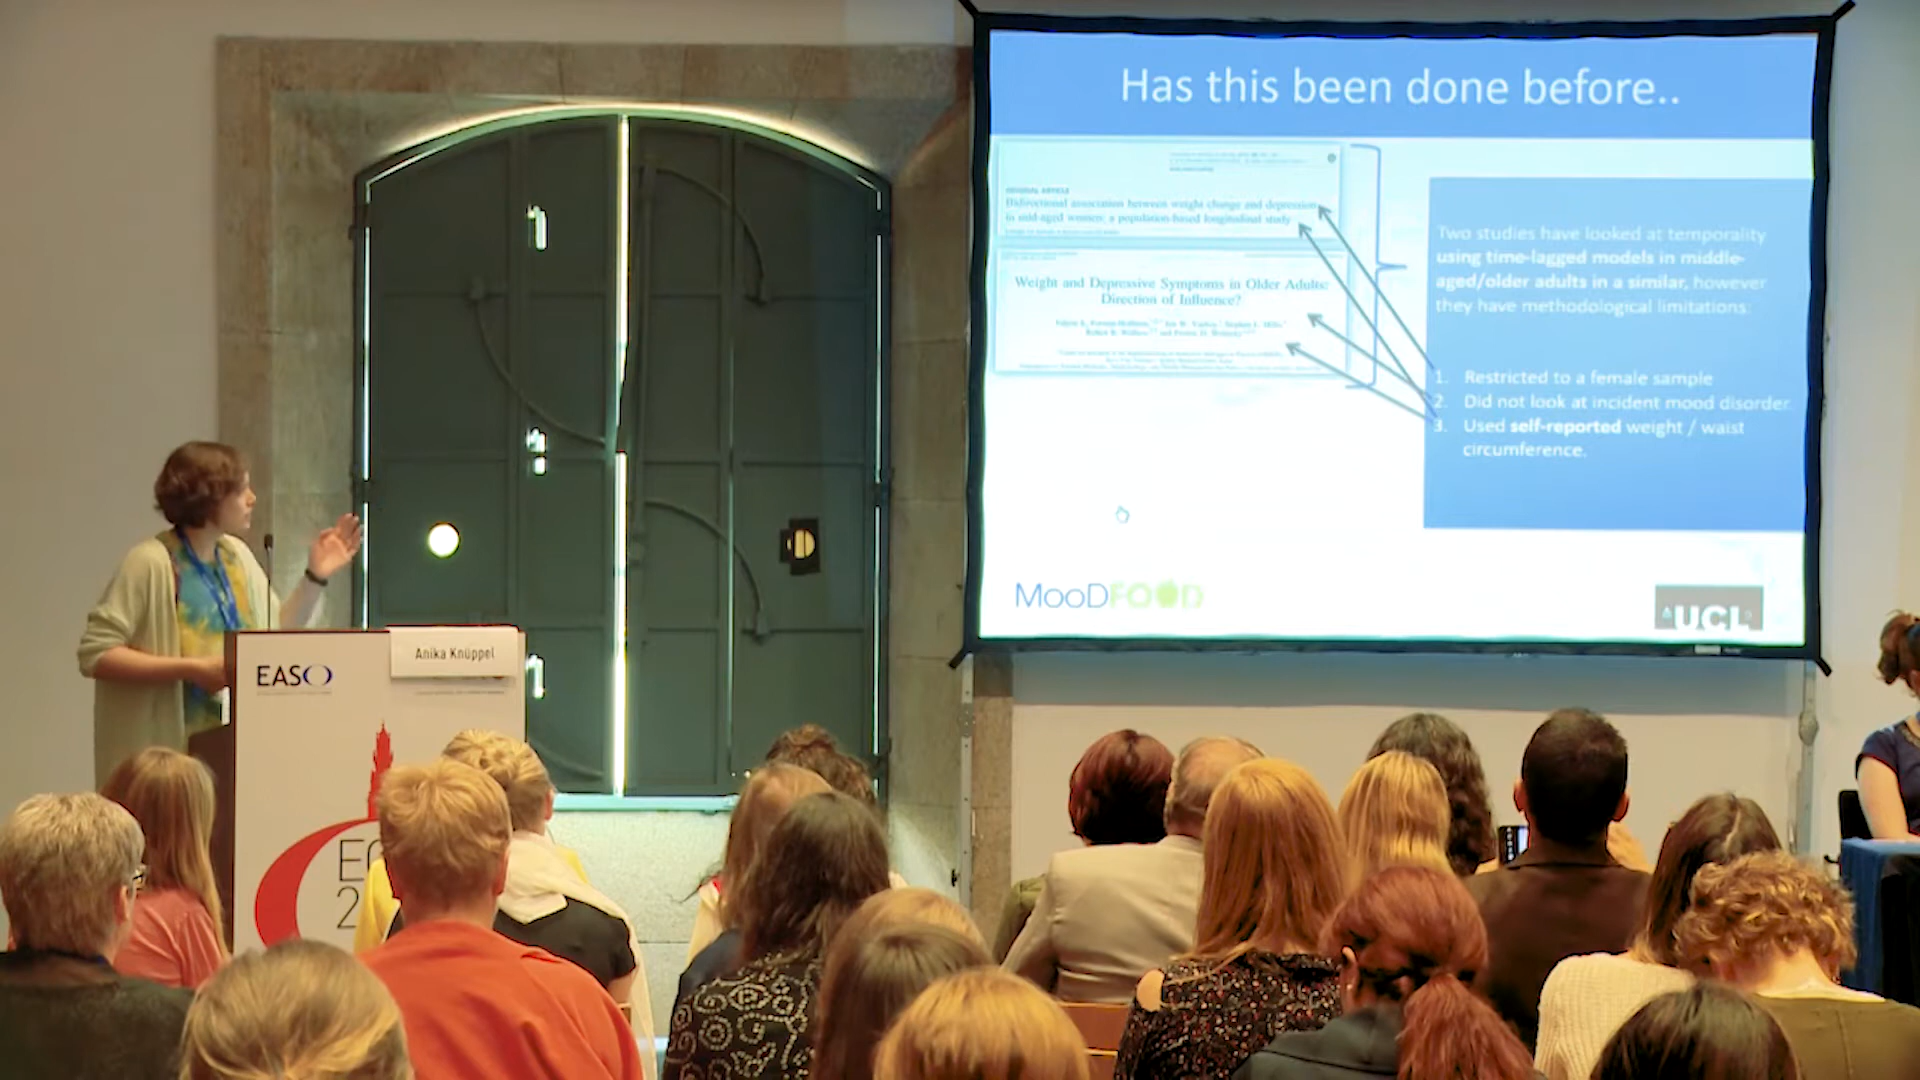 Has this been done before..
GENERAL ARTICLE
Bidirectional association between weight change and depression
in mid-aged women: a population-based longitudinal study
Weight and Depressive Symptoms in Older Adults:
Direction of Influence?
Two studies have looked at temporality
using time-lagged models in middle-
aged/older adults in a similar, however
they have methodological limitations:
1. Restricted to a female sample
2. Did not look at incident mood disorder.
3. Used self-reported weight / waist
circumference.
MooDFOOD
UCL
Anika Knüppel
EASO
E
2